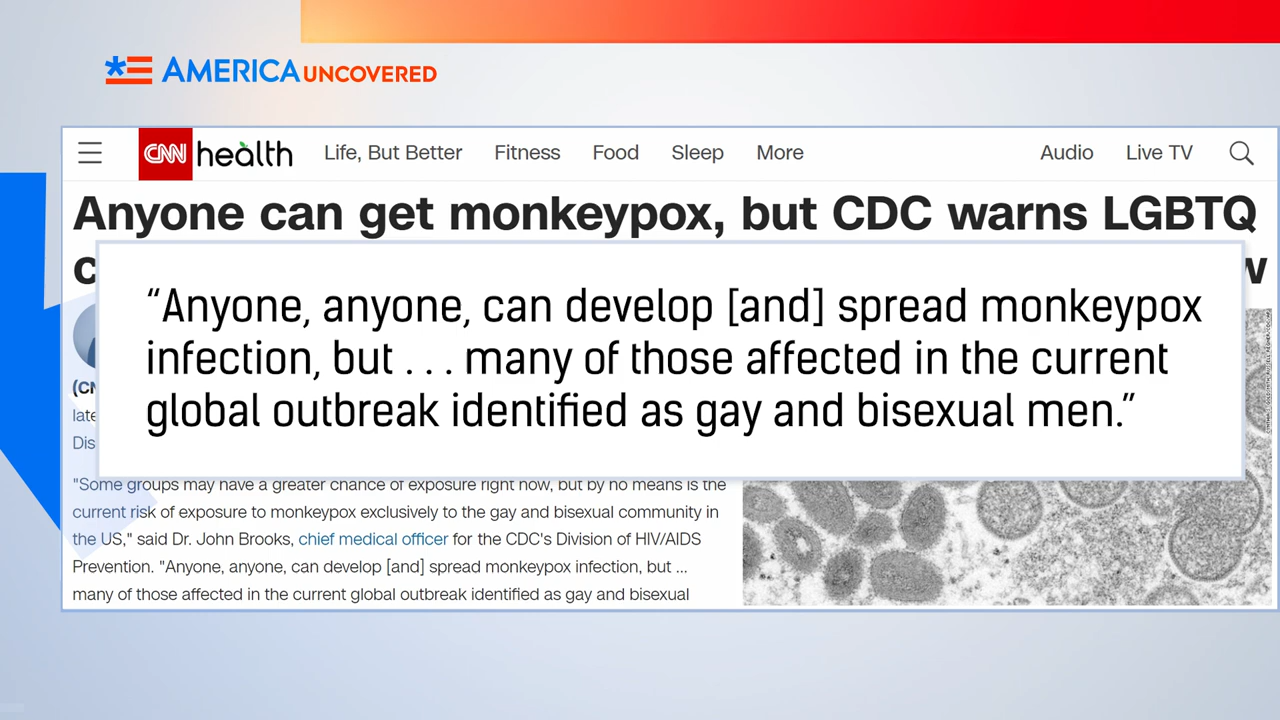 AMERICA UNCOVERED
CNN health Life, But Better Fitness Food Sleep More Audio Live TV
Anyone can get monkeypox, but CDC warns LGBTQ
“Anyone, anyone, can develop [and] spread monkeypox
infection, but . . . many of those affected in the current
global outbreak identified as gay and bisexual men.”
"Some groups may have a greater chance of exposure right now, but by no means is the
current risk of exposure to monkeypox exclusively to the gay and bisexual community in
the US," said Dr. John Brooks, chief medical officer for the CDC's Division of HIV/AIDS
Prevention. "Anyone, anyone, can develop [and] spread monkeypox infection, but ...
many of those affected in the current global outbreak identified as gay and bisexual